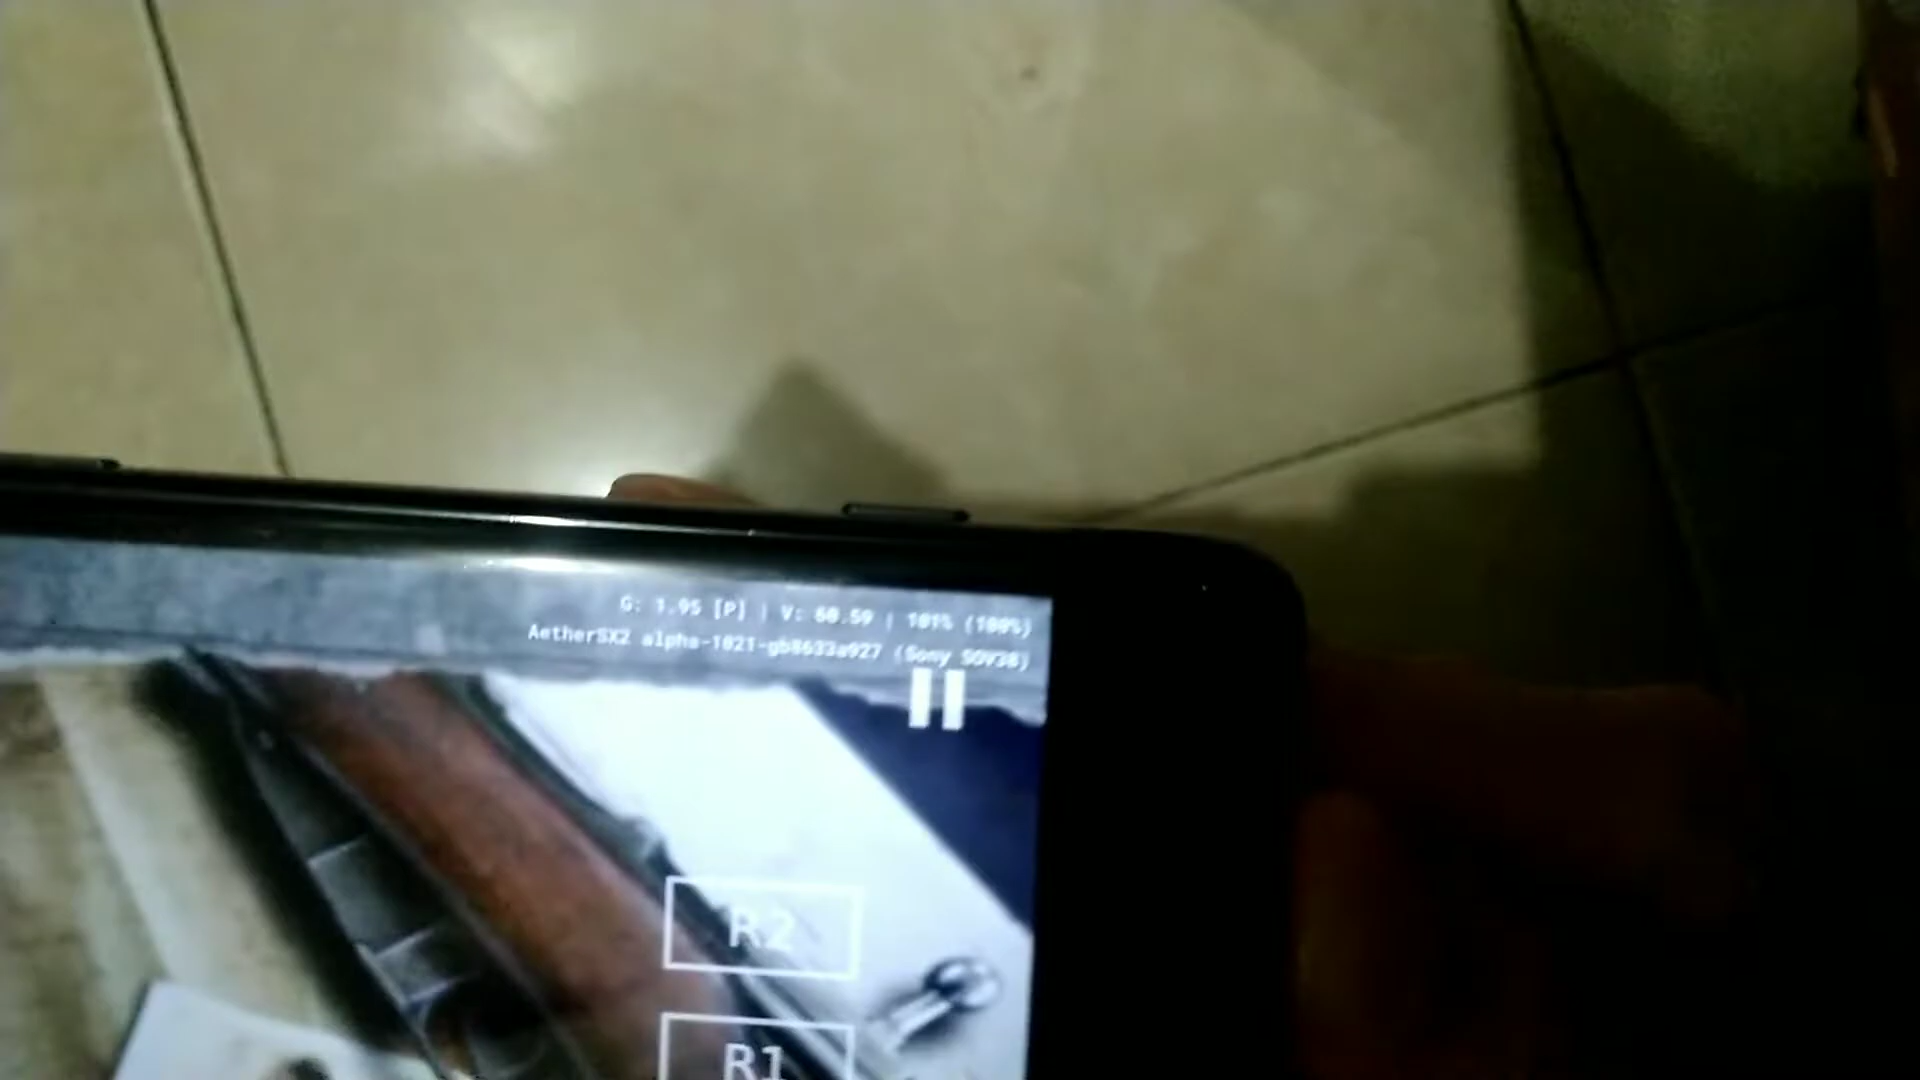 G: 1.95 [P] | V: 60.59 | 101% (100%)
AetherSX2 alpha-1021-gb8633a927 (Sony SOV38)
R2
R1